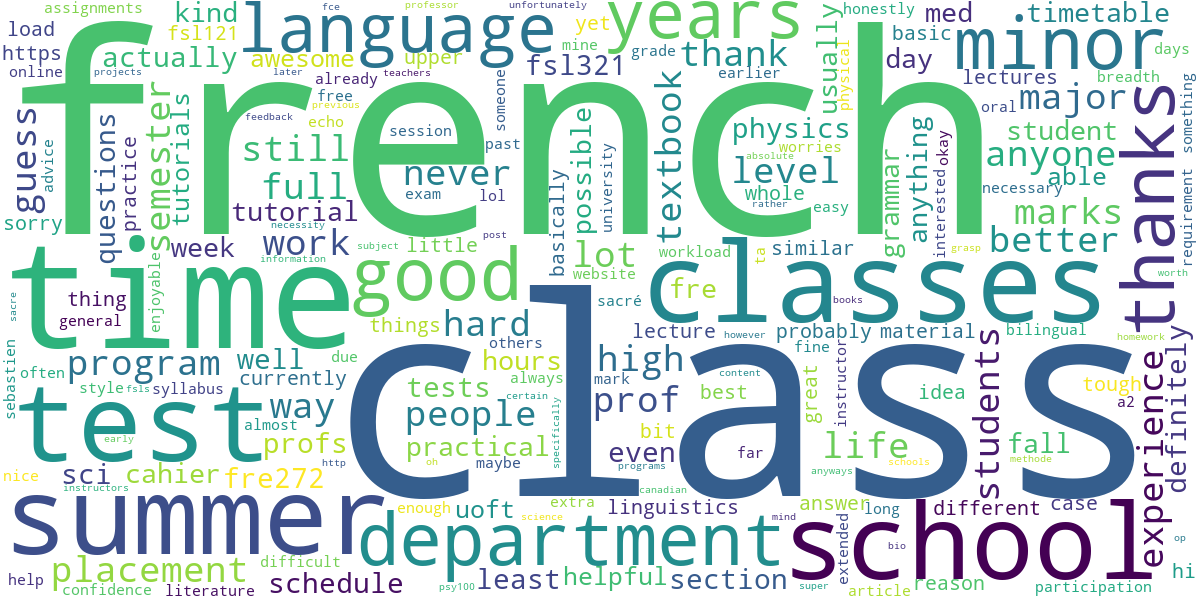 assignments
kind
language
fce
professor
unfortunately
years
honestly
med
timetable
load
fsl121
yet
mine
https
actually
awesome
upper
fsl321
grade
thank
usually
physical
basic
day
minor
days
online
projects
later
teachers
already
free
previous
earlier
lectures
breadth
french
guess
advice
questions
practice
semester
tutorials
feedback
echo
session
someone
past
textbook
oral
major
thanks
something
requirement
still
full
never
exam
lol
basically
possible
university
physics
worries
absolute
level
whole
rather
easy
grammar
anything
interested
okay
student
anyone
able
necessary
sorry
tutorial
necessity
post
marks
better
week
work
subject
little
lot
website
workload
ta
similar
grasp
information
time
enjoyable
good
classes
worth
sacre
thing
general
things
hard
sacré
fre
books
lecture
however
probably
material
bilingual
homework
others
fine
instructor
students
definitely
experience
sebastien
often
program
well
due
currently
hours
high
mark
content
best
great
idea
tough
a2
style
fsls
syllabus
tests
always
certain
prof
test
almost
way
people
class
early
profs
practical
bit
specifically
even
far
life
fall
methode
nice
sci
cahier
fre272
http
oh
maybe
programs
anyways
schools
instructors
canadian
summer
enough
uoft
extra
linguistics
answer
long
different
case
science
mind
department
extended
bio
school
op
placement
difficult
help
confidence
literature
schedule
psy100
least
helpful
section
super
article
reason
participation
hi